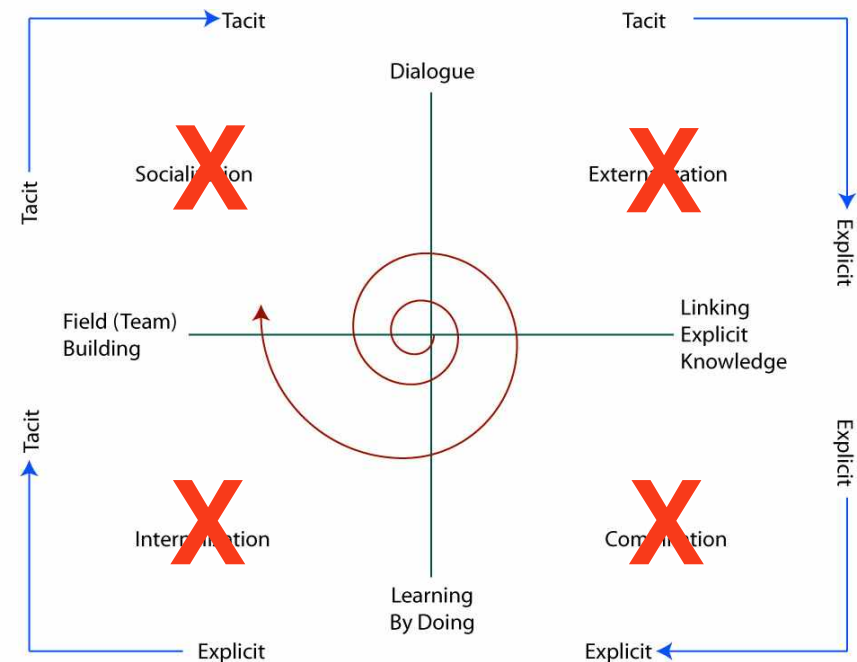 Tacit
Tacit
Dialogue
Tacit
Explicit
Field (Team)
Building
Linking
Explicit
Knowledge
Tacit
Explicit
Learning
By Doing
Explicit
Explicit